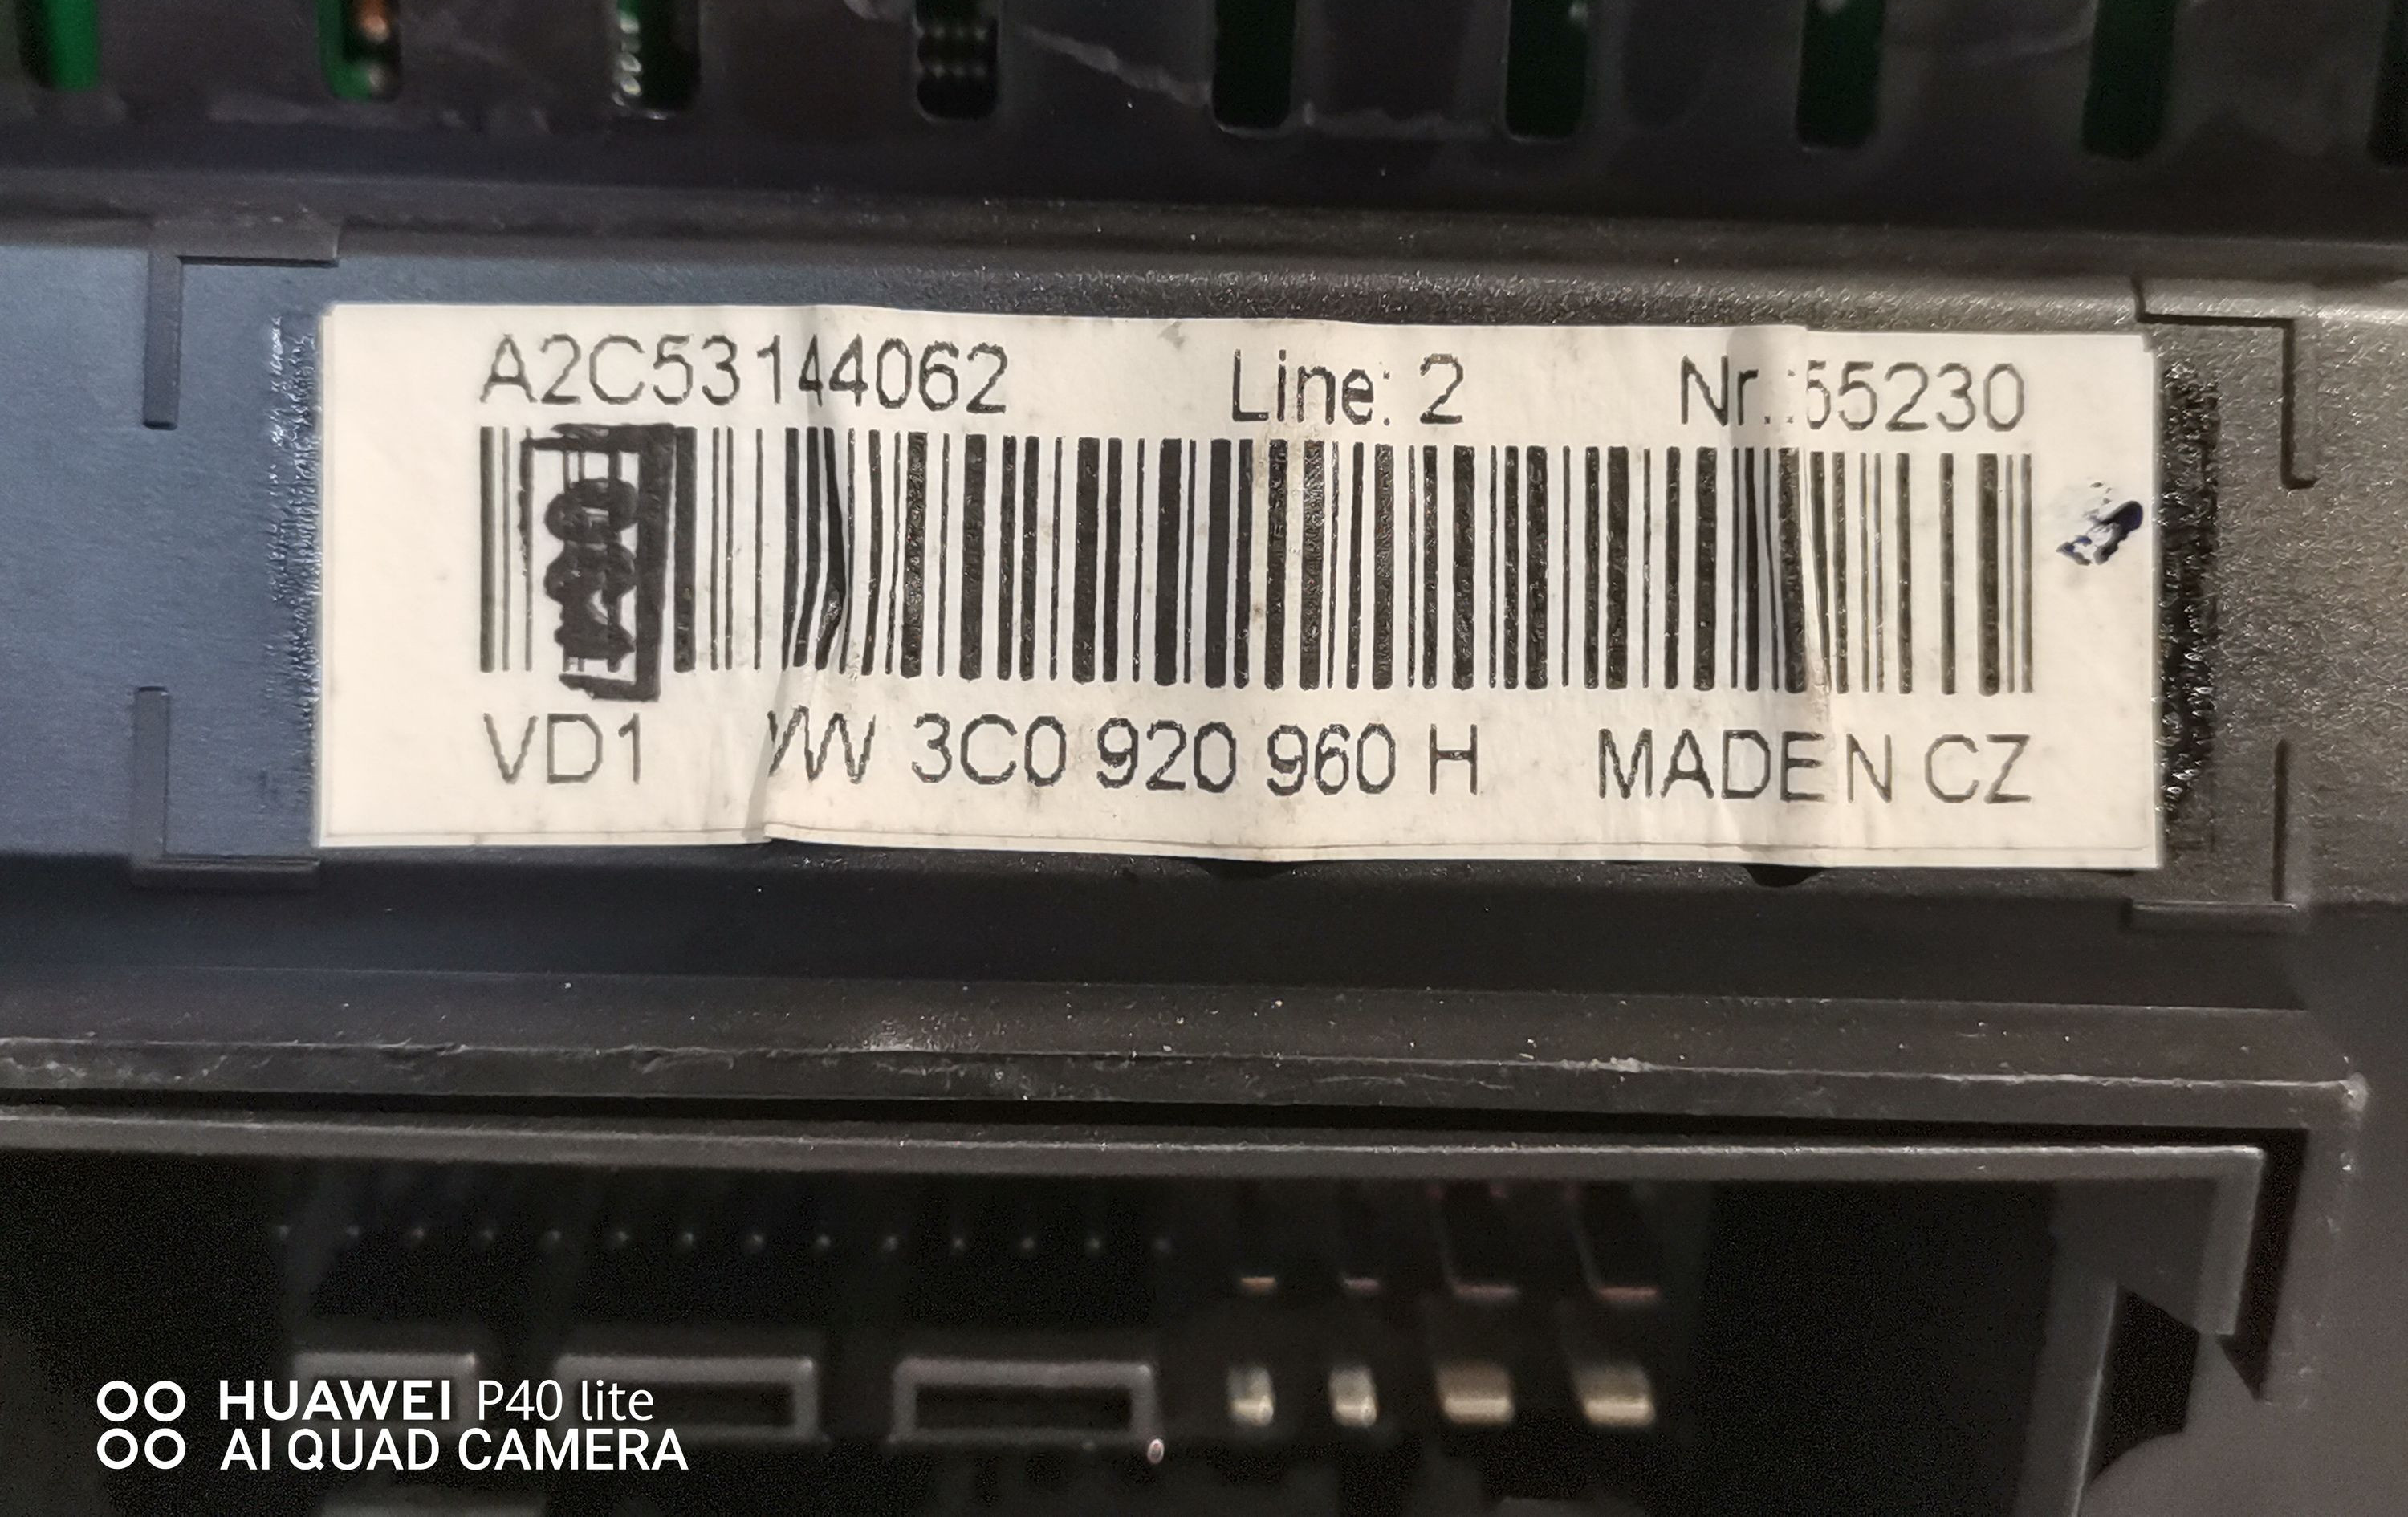 A2C53144062 Line: 2 Nr.:55230
VD1 VW 3C0 920 960 H MADE N CZ
HUAWEI P40 lite
AI QUAD CAMERA